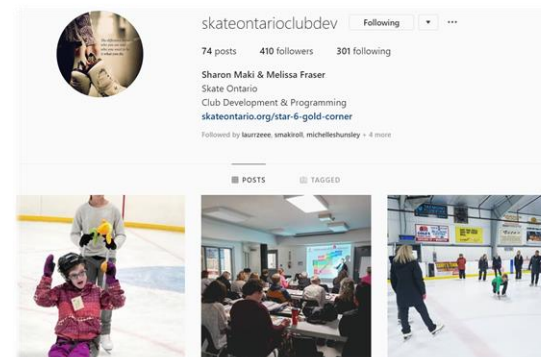 skateontarioclubdev Following
74 posts 410 followers 301 following
Sharon Maki & Melissa Fraser
Skate Ontario
Club Development & Programming
skateontario.org/star-6-gold-corner
Followed by laurrzeee, smakiroll, michelleshunsley + 4 more
POSTS TAGGED